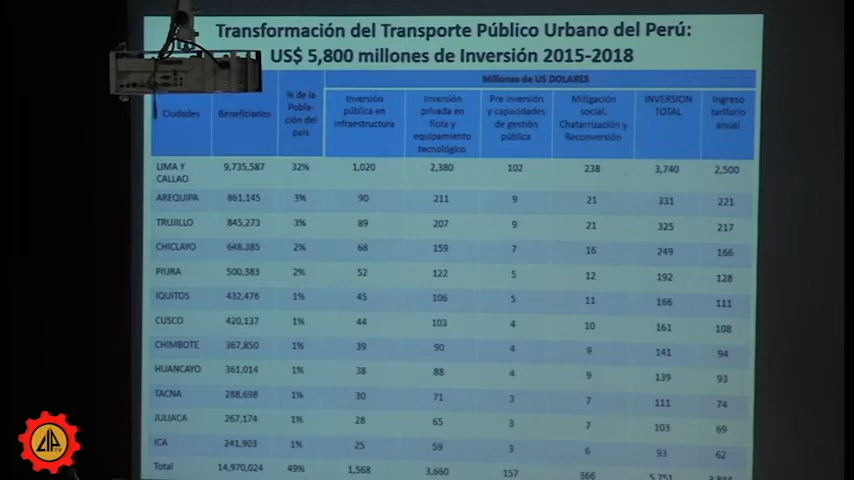 Transformación del Transporte Público Urbano del Perú:
US$ 5,800 millones de Inversión 2015-2018
Millones de US DOLARES
Ciudades Beneficiarios % de la Pobla-ción del país Inversión pública en infraestructura Inversión privada en flota y equipamiento tecnológico Pre inversión y capacidades de gestión pública Mitigación social, Chatarrización y Reconversión INVERSION TOTAL Ingreso tarifario anual
LIMA Y CALLAO 9,735,587 32% 1,020 2,380 102 238 3,740 2,500
AREQUIPA 861,145 3% 90 211 9 21 331 221
TRUJILLO 845,273 3% 89 207 9 21 325 217
CHICLAYO 648,385 2% 68 159 7 16 249 166
PIURA 500,383 2% 52 122 5 12 192 128
IQUITOS 432,476 1% 45 106 5 11 166 111
CUSCO 420,137 1% 44 103 4 10 161 108
CHIMBOTE 367,850 1% 39 90 4 9 141 94
HUANCAYO 361,014 1% 38 88 4 9 139 93
TACNA 288,698 1% 30 71 3 7 111 74
JULIACA 267,174 1% 28 65 3 7 103 69
ICA 241,903 1% 25 59 3 6 93 62
Total 14,970,024 49% 1,568 3,660 157 366 5,751